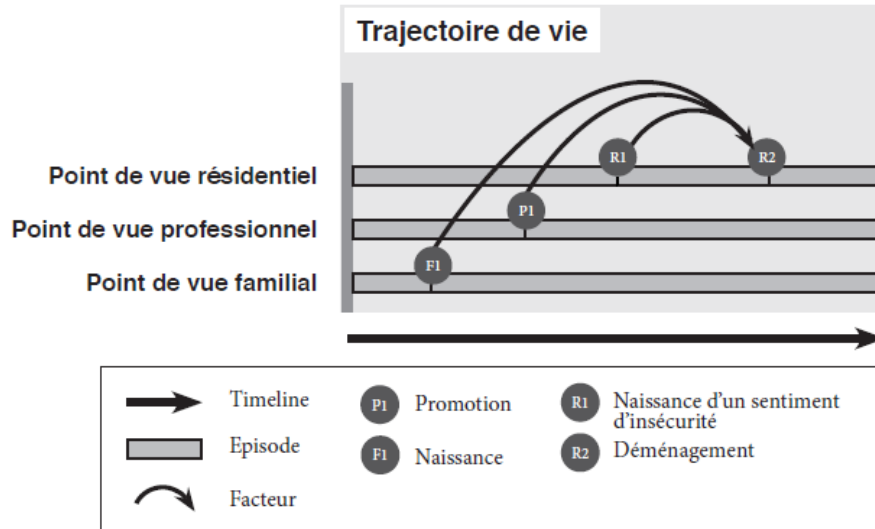 Trajectoire de vie
R1
R2
Point de vue résidentiel
P1
Point de vue professionnel
F1
Point de vue familial
Timeline
P1
Promotion
R1
Naissance d'un sentiment
d'insécurité
Episode
F1
Naissance
R2
Déménagement
Facteur